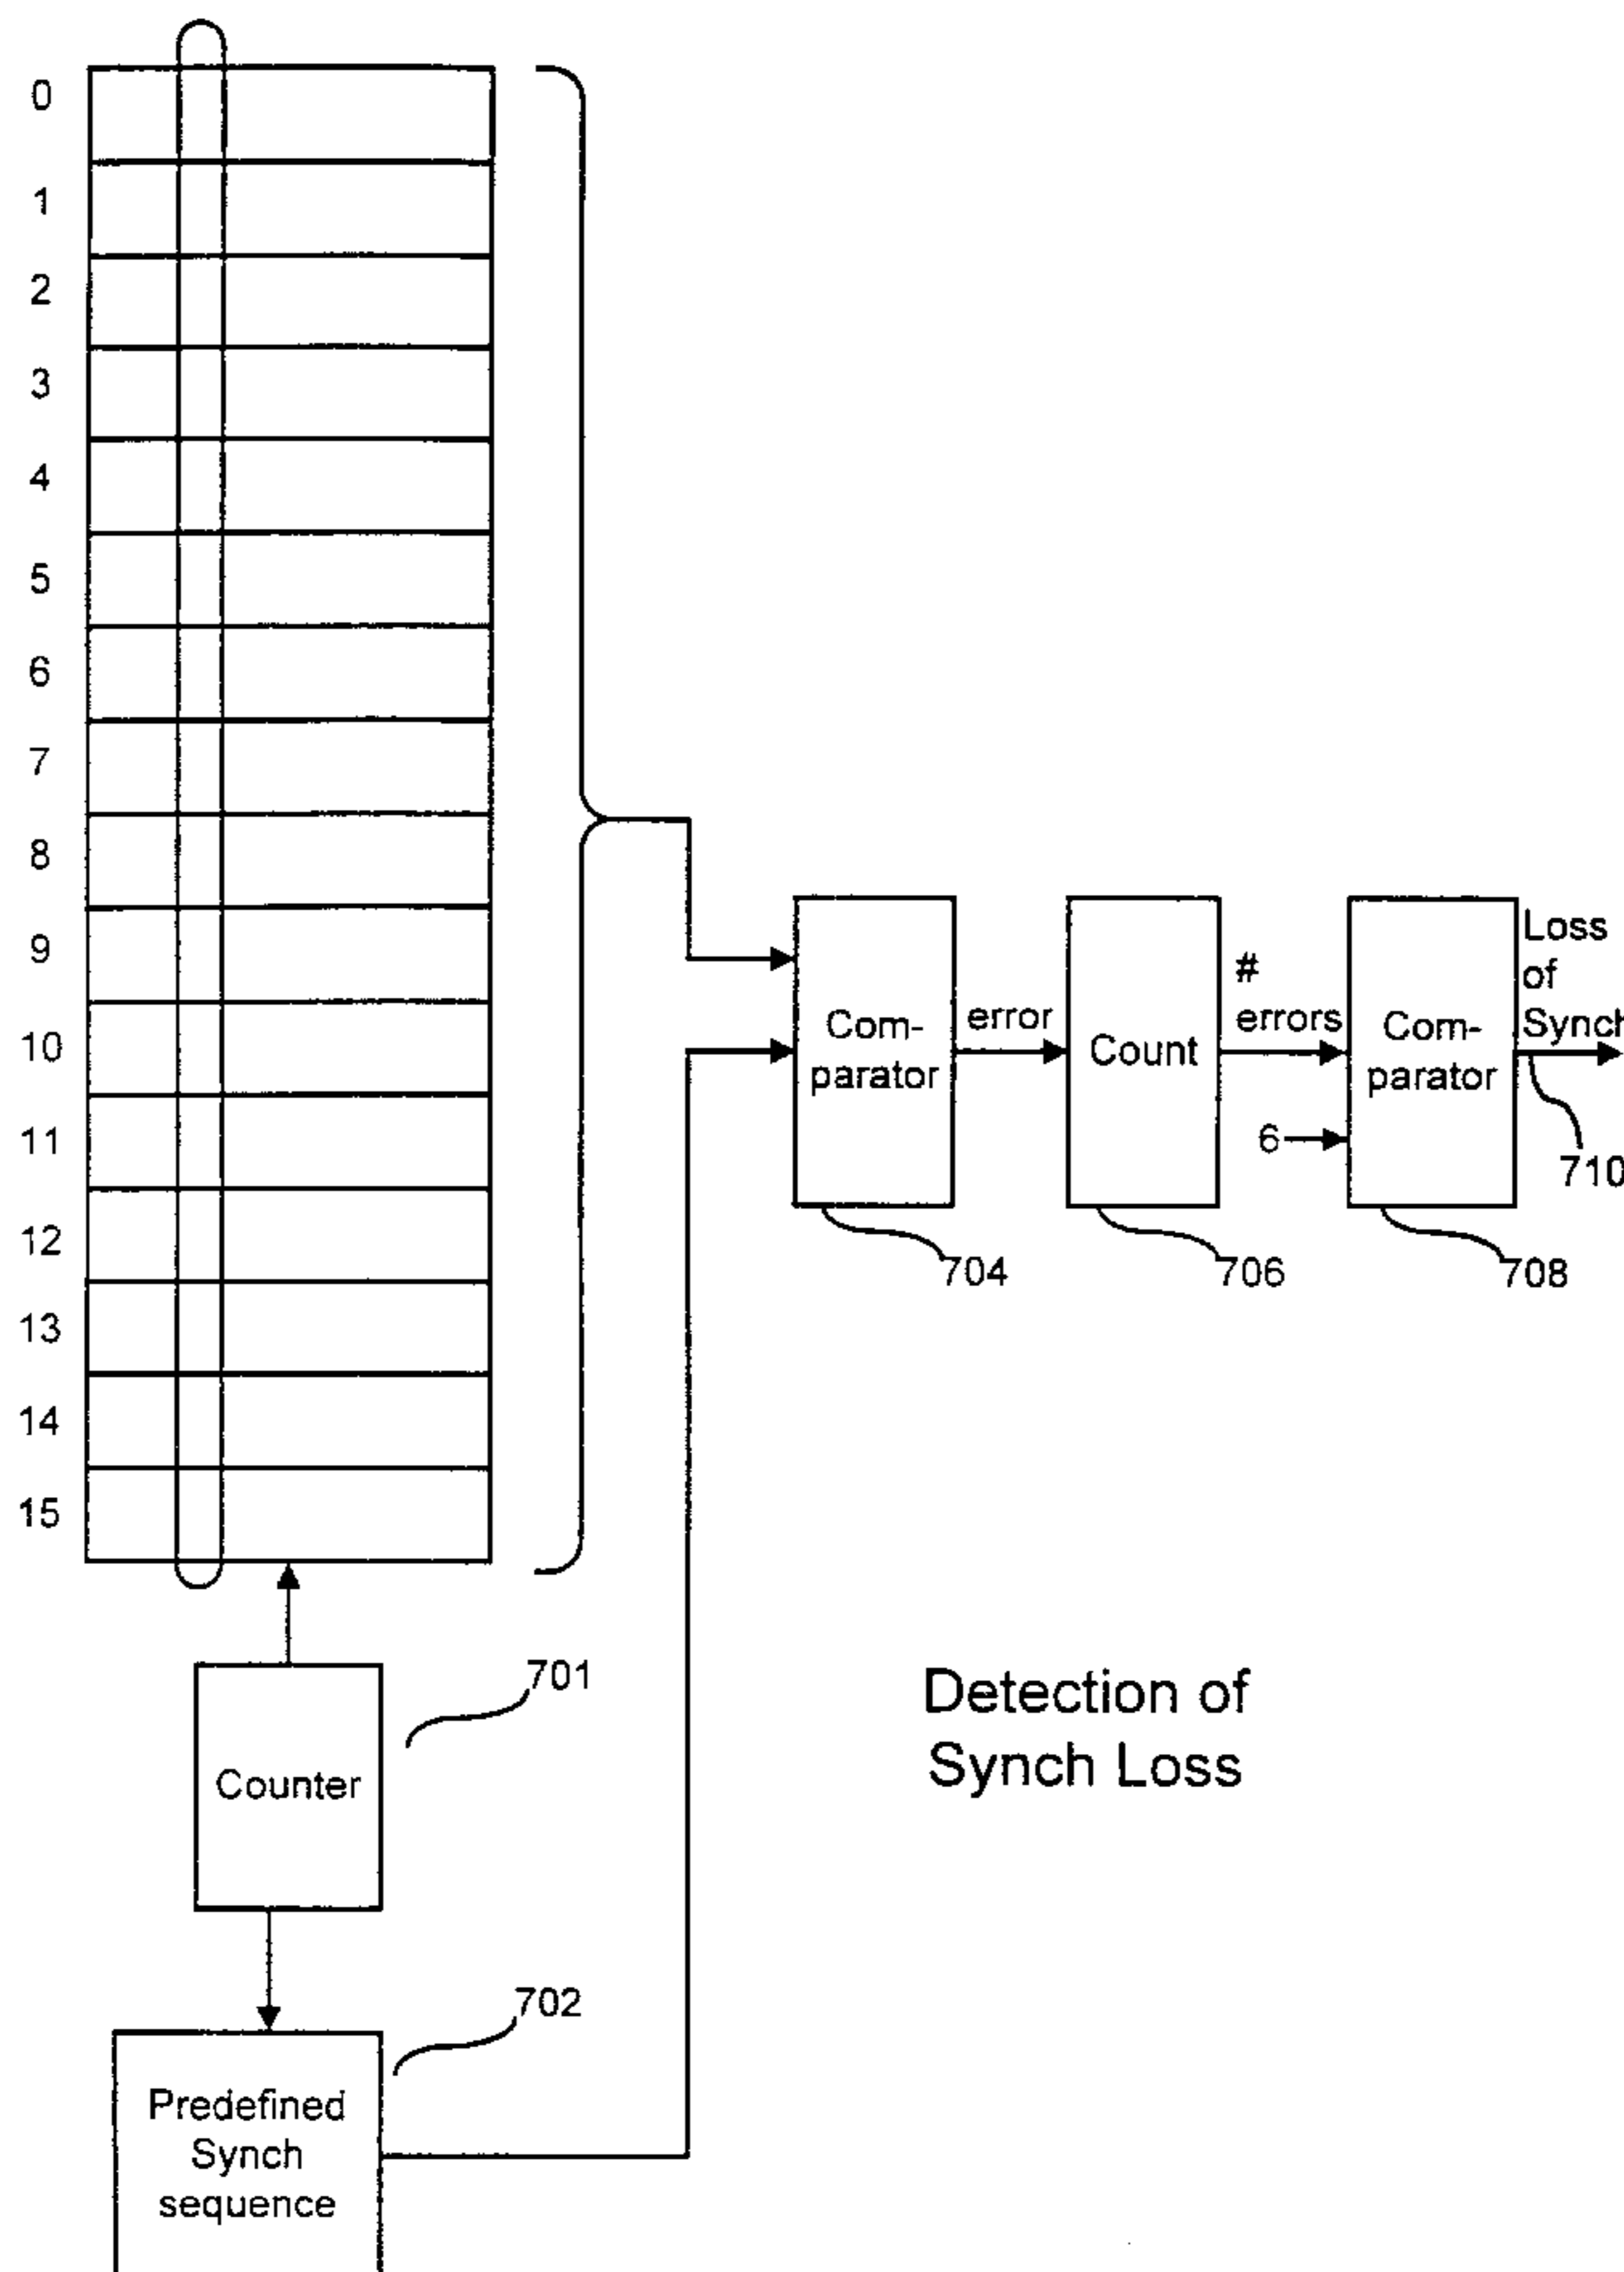 0
1
2
3
4
5
6
7
8
9
10
11
12
13
14
15
Com-
parator
704
error
Count
706
#
errors
6
Com-
parator
708
Loss
of
Synch
710
Counter
701
Predefined
Synch
sequence
702
Detection of
Synch Loss